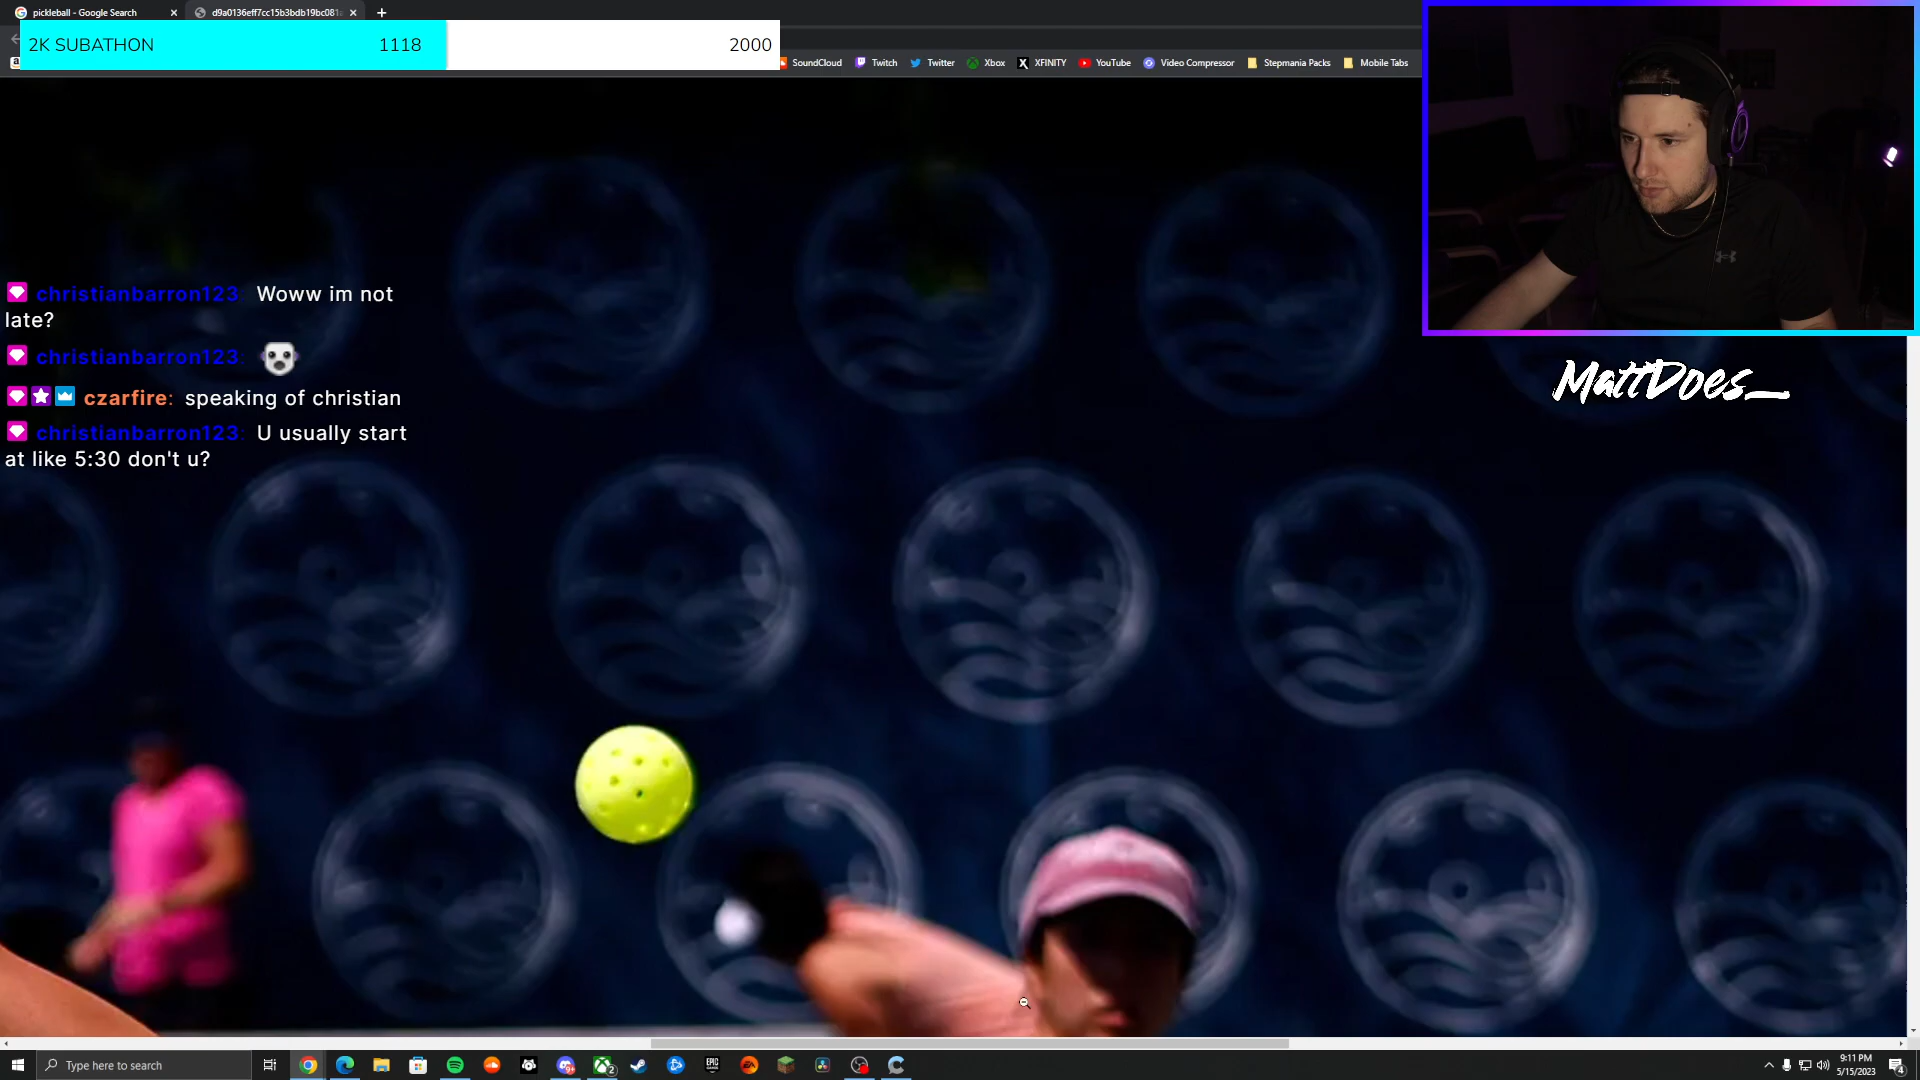 pickleball - Google Search
d9a0136eff7cc15b3bdb19bc081
2K SUBATHON 1118 2000
SoundCloud Twitch Twitter Xbox XFINITY YouTube Video Compressor Stepmania Packs Mobile Tabs
christianbarron123 Woww im not
late?
christianbarron123:
czarfire: speaking of christian
christianbarron123: U usually start
at like 5:30 don't u?
MattDoes_
Type here to search
9:11 PM
5/15/2023